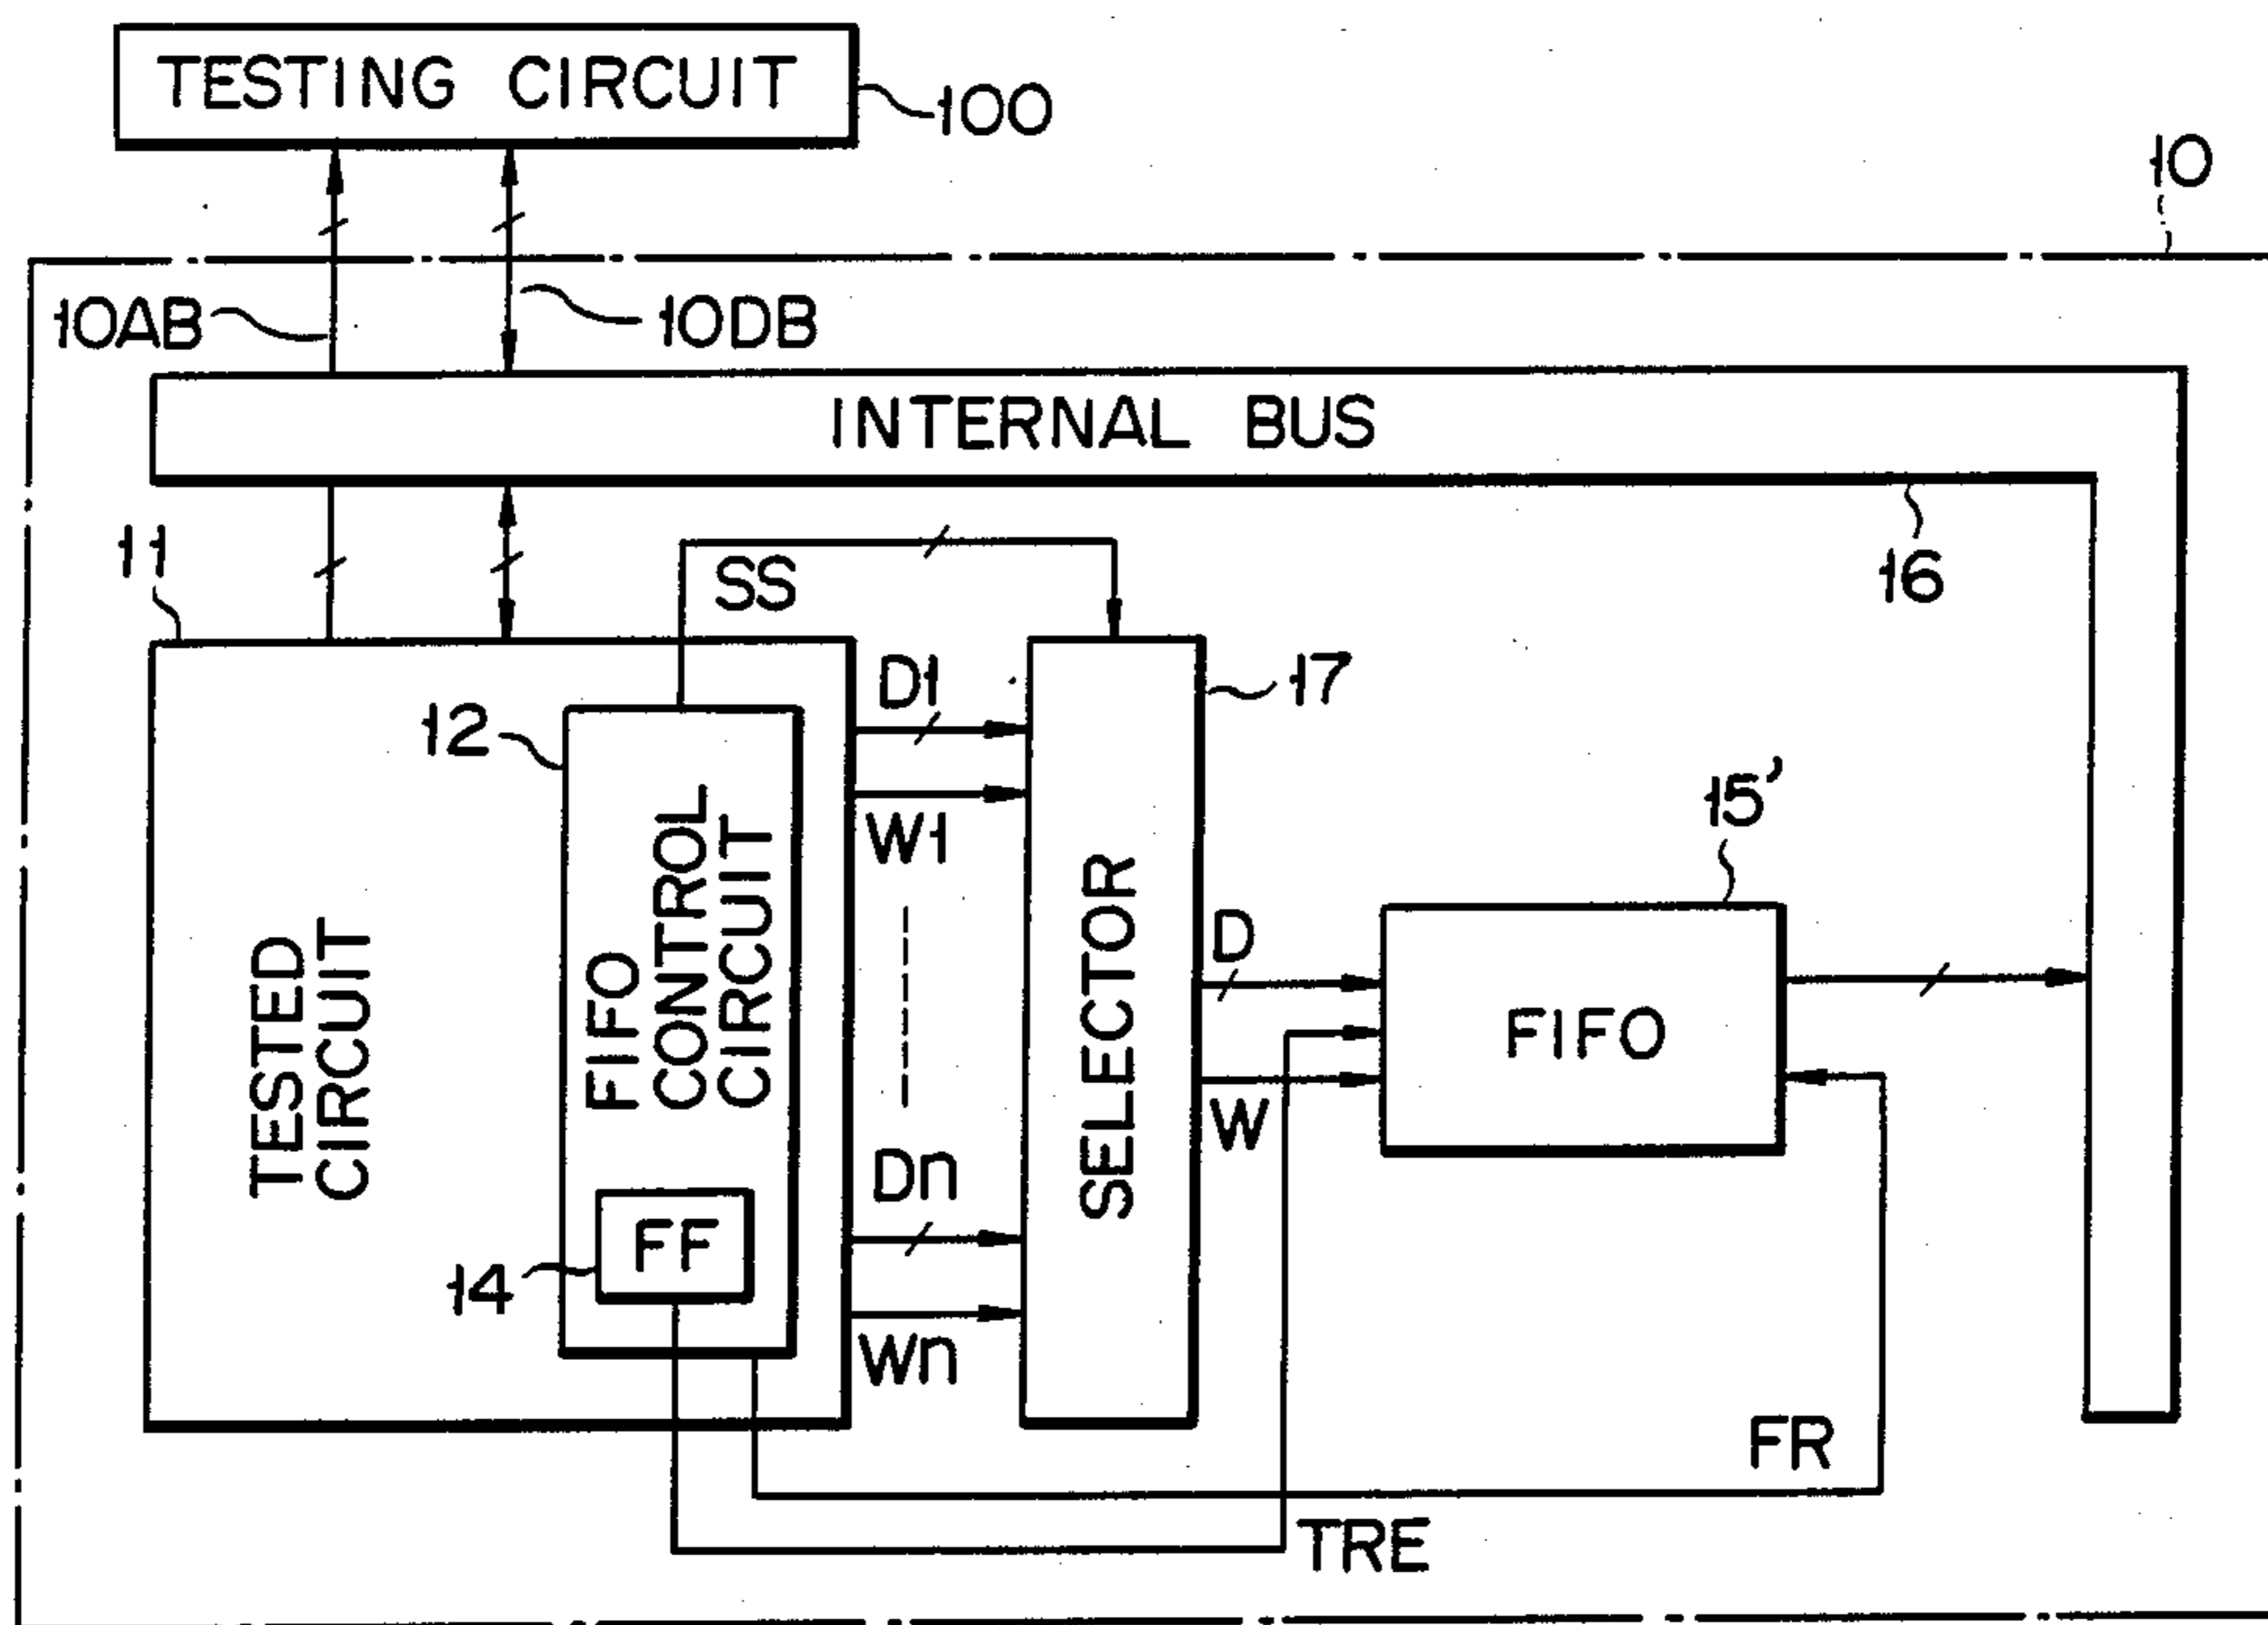 TESTING CIRCUIT
100
10
10AB
10DB
INTERNAL BUS
11
SS
16
D1
17
12
W1
15'
TESTED
CIRCUIT
FIFO
CONTROL
CIRCUIT
SELECTOR
D
FIFO
W
Dn
FF
14
Wn
FR
TRE